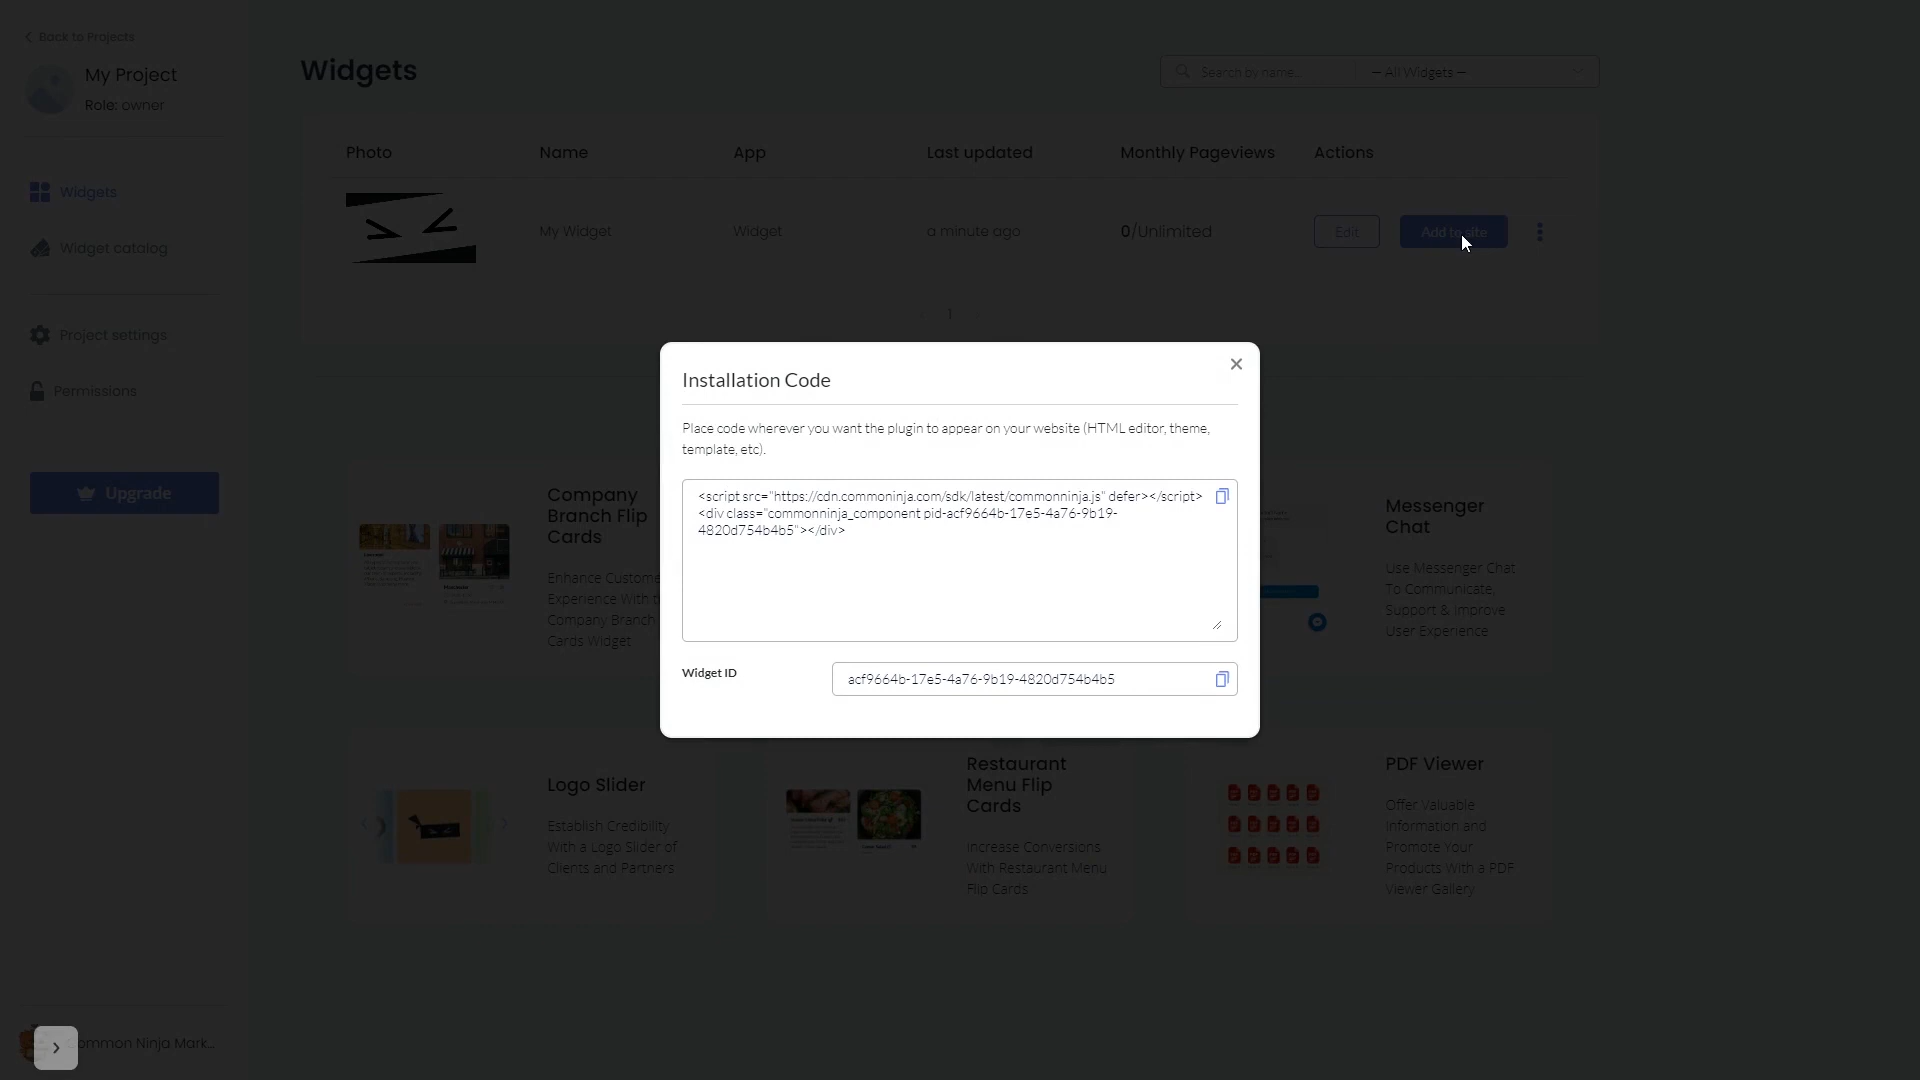 Back to Projects
My Project
Role: owner
Widgets
Widget catalog
Project settings
Permissions
Upgrade
Widgets
Search by name...
— All Widgets —
Photo
Name
App
Last updated
Monthly Pageviews
Actions
My Widget
Widget
a minute ago
0/Unlimited
Edit
Add to site
1
Installation Code
Place code wherever you want the plugin to appear on your website (HTML editor, theme,
template, etc).
<script src="https://cdn.commoninja.com/sdk/latest/commonninja.js" defer></script>
<div class="commonninja_component pid-acf9664b-17e5-4a76-9b19-
4820d754b4b5"></div>
Widget ID
acf9664b-17e5-4a76-9b19-4820d754b4b5
Company
Branch Flip
Cards
Enhance Custome
Experience With
Company Branch
Cards Widget
Messenger
Chat
Use Messenger Chat
To Communicate,
Support & Improve
User Experience
Logo Slider
Establish Credibility
With a Logo Slider of
Clients and Partners
Restaurant
Menu Flip
Cards
Increase Conversions
With Restaurant Menu
Flip Cards
PDF Viewer
Offer Valuable
Information and
Promote Your
Products With a PDF
Viewer Gallery
ommon Ninja Mark...